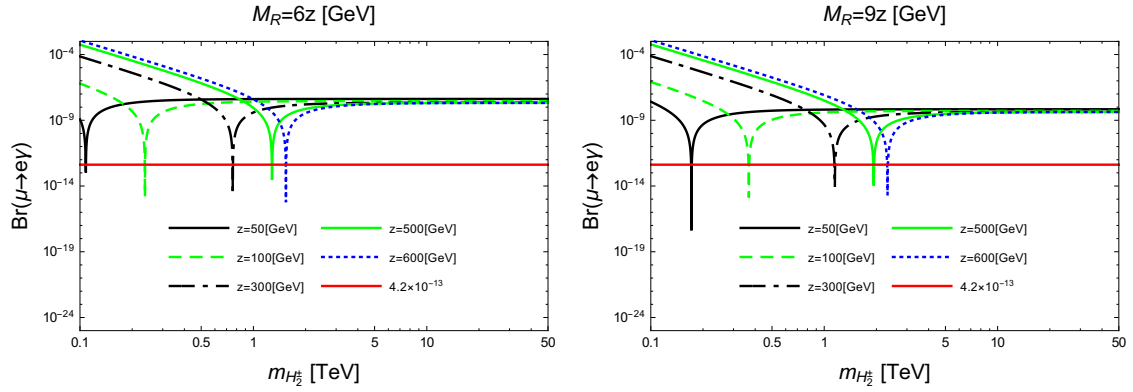 M_R=6z [GeV]
Br(μ→eγ)
10^-4
10^-9
10^-14
10^-19
10^-24
z=50[GeV]
z=500[GeV]
z=100[GeV]
z=600[GeV]
z=300[GeV]
4.2×10^-13
0.1 0.5 1 5 10 50
m_{H_2^±} [TeV]
M_R=9z [GeV]
Br(μ→eγ)
10^-4
10^-9
10^-14
10^-19
10^-24
z=50[GeV]
z=500[GeV]
z=100[GeV]
z=600[GeV]
z=300[GeV]
4.2×10^-13
0.1 0.5 1 5 10 50
m_{H_2^±} [TeV]